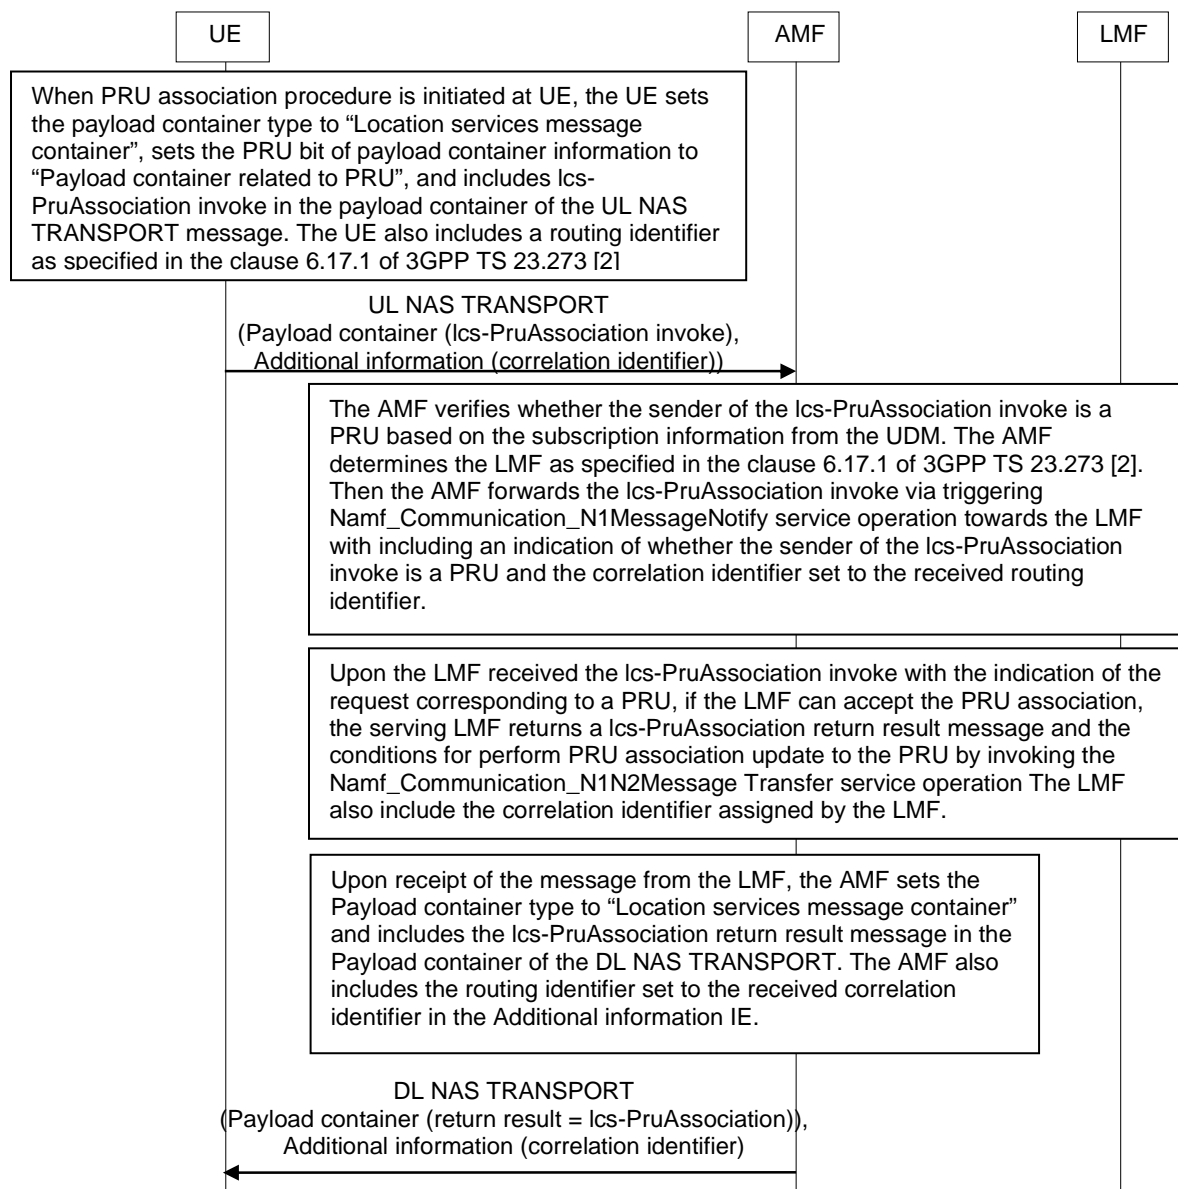 UE
AMF
LMF
When PRU association procedure is initiated at UE, the UE sets
the payload container type to “Location services message
container”, sets the PRU bit of payload container information to
“Payload container related to PRU”, and includes lcs-
PruAssociation invoke in the payload container of the UL NAS
TRANSPORT message. The UE also includes a routing identifier
as specified in the clause 6.17.1 of 3GPP TS 23.273 [2]
UL NAS TRANSPORT
(Payload container (lcs-PruAssociation invoke),
Additional information (correlation identifier))
The AMF verifies whether the sender of the lcs-PruAssociation invoke is a
PRU based on the subscription information from the UDM. The AMF
determines the LMF as specified in the clause 6.17.1 of 3GPP TS 23.273 [2].
Then the AMF forwards the lcs-PruAssociation invoke via triggering
Namf_Communication_N1MessageNotify service operation towards the LMF
with including an indication of whether the sender of the lcs-PruAssociation
invoke is a PRU and the correlation identifier set to the received routing
identifier.
Upon the LMF received the lcs-PruAssociation invoke with the indication of the
request corresponding to a PRU, if the LMF can accept the PRU association,
the serving LMF returns a lcs-PruAssociation return result message and the
conditions for perform PRU association update to the PRU by invoking the
Namf_Communication_N1N2Message Transfer service operation The LMF
also include the correlation identifier assigned by the LMF.
Upon receipt of the message from the LMF, the AMF sets the
Payload container type to “Location services message container”
and includes the lcs-PruAssociation return result message in the
Payload container of the DL NAS TRANSPORT. The AMF also
includes the routing identifier set to the received correlation
identifier in the Additional information IE.
DL NAS TRANSPORT
(Payload container (return result = lcs-PruAssociation)),
Additional information (correlation identifier)